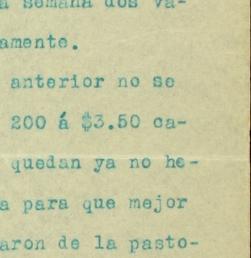 a semana dos va-
amente.
anterior no se
200 á $3.50 ca-
quedan ya no he-
a para que mejor
aron de la pasto-